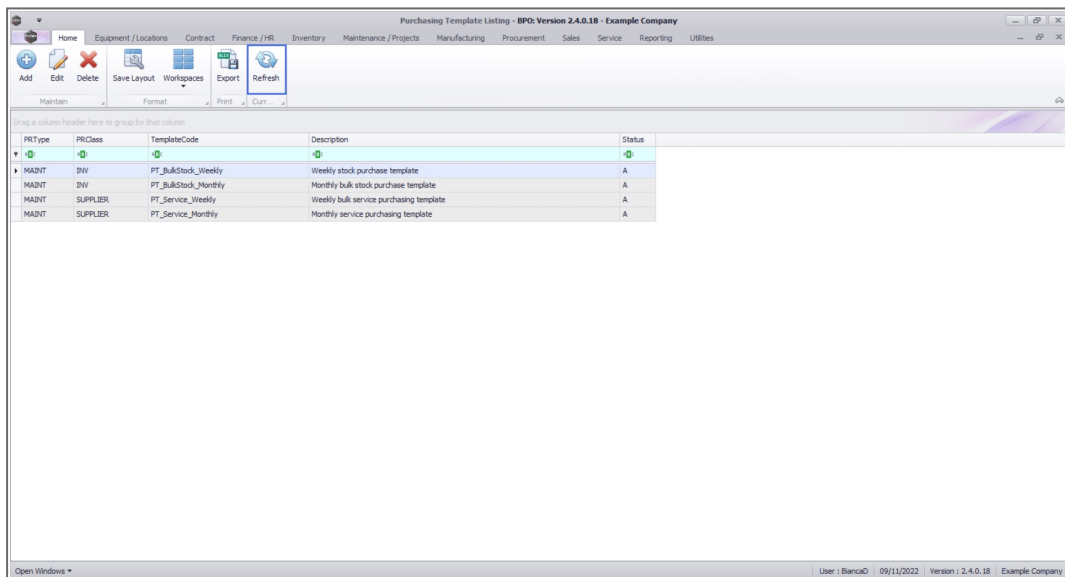 Purchasing Template Listing - BPO: Version 2.4.0.18 - Example Company
Home Equipment / Locations Contract Finance / HR Inventory Maintenance / Projects Manufacturing Procurement Sales Service Reporting Utilities
Add Edit Delete Save Layout Workspaces Export Refresh
Maintain Format Print Curr...
Drag a column header here to group by that column
PRType PRClass TemplateCode Description Status
MAINT INV PT_BulkStock_Weekly Weekly stock purchase template A
MAINT INV PT_BulkStock_Monthly Monthly bulk stock purchase template A
MAINT SUPPLIER PT_Service_Weekly Weekly bulk service purchasing template A
MAINT SUPPLIER PT_Service_Monthly Monthly service purchasing template A
Open Windows User : BiancaD 09/11/2022 Version : 2.4.0.18 Example Company